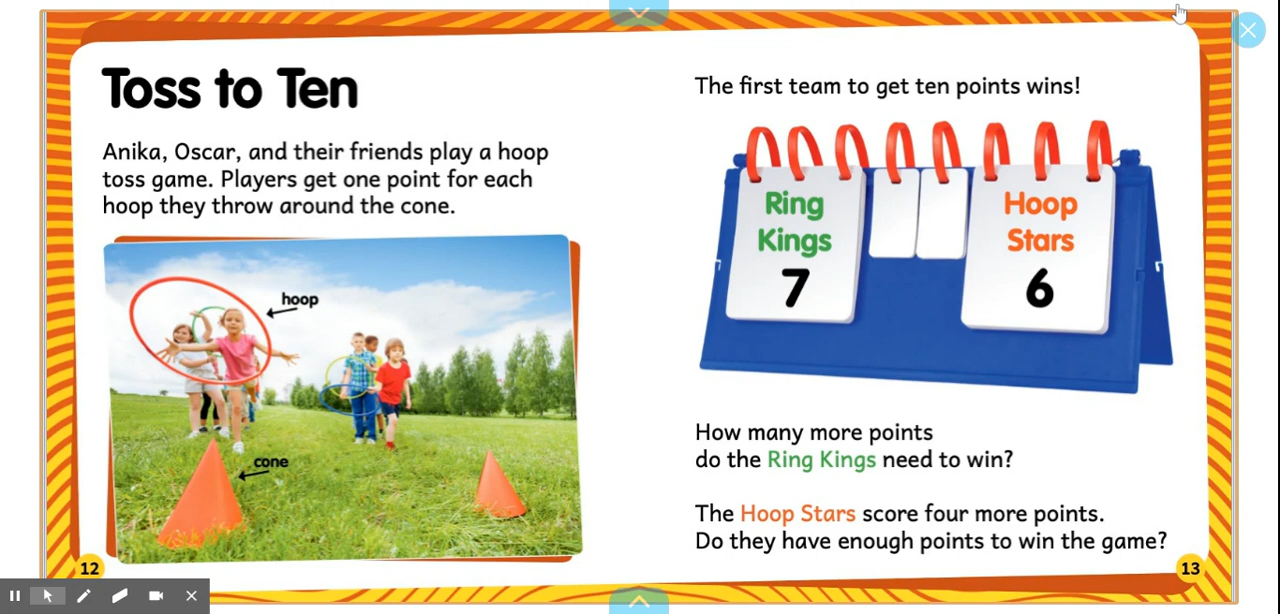 Toss to Ten
Anika, Oscar, and their friends play a hoop
toss game. Players get one point for each
hoop they throw around the cone.
hoop
cone
12
The first team to get ten points wins!
Ring
Kings
7
Hoop
Stars
6
How many more points
do the Ring Kings need to win?
The Hoop Stars score four more points.
Do they have enough points to win the game?
13